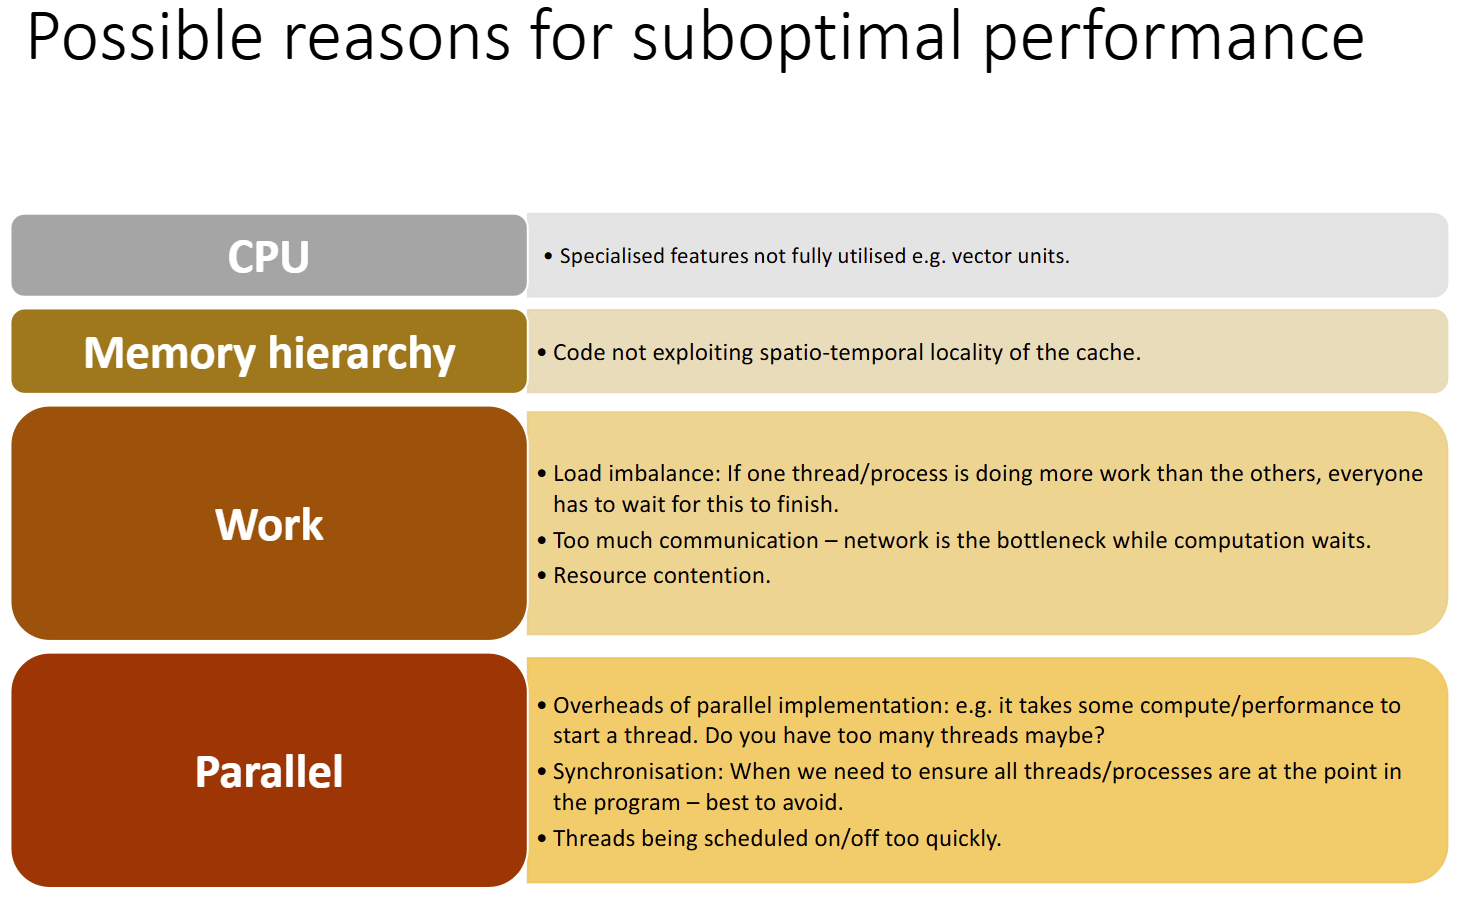 Possible reasons for suboptimal performance
CPU
• Specialised features not fully utilised e.g. vector units.
Memory hierarchy
• Code not exploiting spatio-temporal locality of the cache.
Work
• Load imbalance: If one thread/process is doing more work than the others, everyone
has to wait for this to finish.
• Too much communication – network is the bottleneck while computation waits.
• Resource contention.
Parallel
• Overheads of parallel implementation: e.g. it takes some compute/performance to
start a thread. Do you have too many threads maybe?
• Synchronisation: When we need to ensure all threads/processes are at the point in
the program – best to avoid.
• Threads being scheduled on/off too quickly.